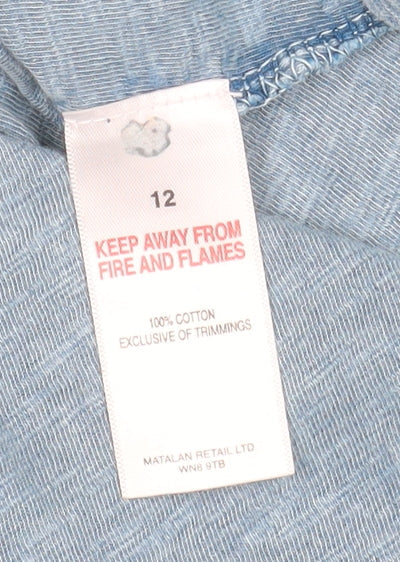 12
KEEP AWAY FROM
FIRE AND FLAMES
100% COTTON
EXCLUSIVE OF TRIMMINGS
MATALAN RETAIL LTD
WN8 9TB